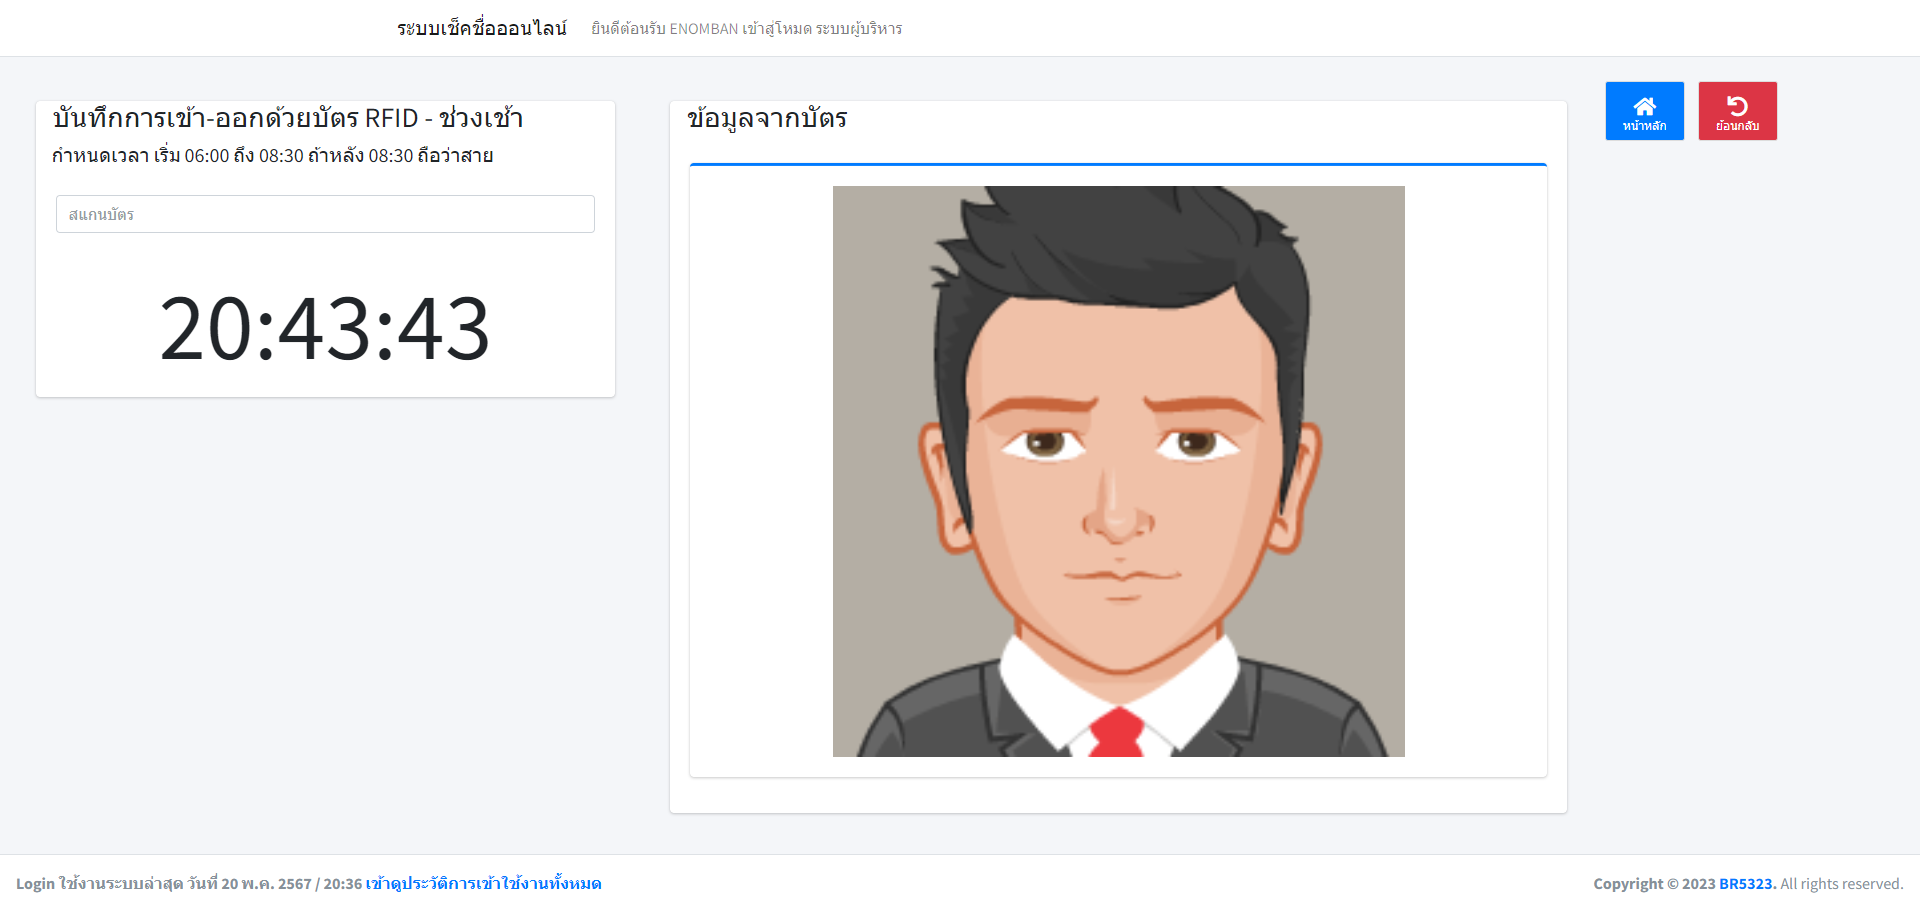 ระบบเช็คชื่อออนไลน์ ยินดีต้อนรับ ENOMBAN เข้าสู่โหมด ระบบผู้บริหาร
บันทึกการเข้า-ออกด้วยบัตร RFID - ช่วงเช้า
กำหนดเวลา เริ่ม 06:00 ถึง 08:30 ถ้าหลัง 08:30 ถือว่าสาย
สแกนบัตร
20:43:43
ข้อมูลจากบัตร
หน้าหลัก
ย้อนกลับ
Login ใช้งานระบบล่าสุด วันที่ 20 พ.ค. 2567 / 20:36 เข้าดูประวัติการเข้าใช้งานทั้งหมด
Copyright © 2023 BR5323. All rights reserved.